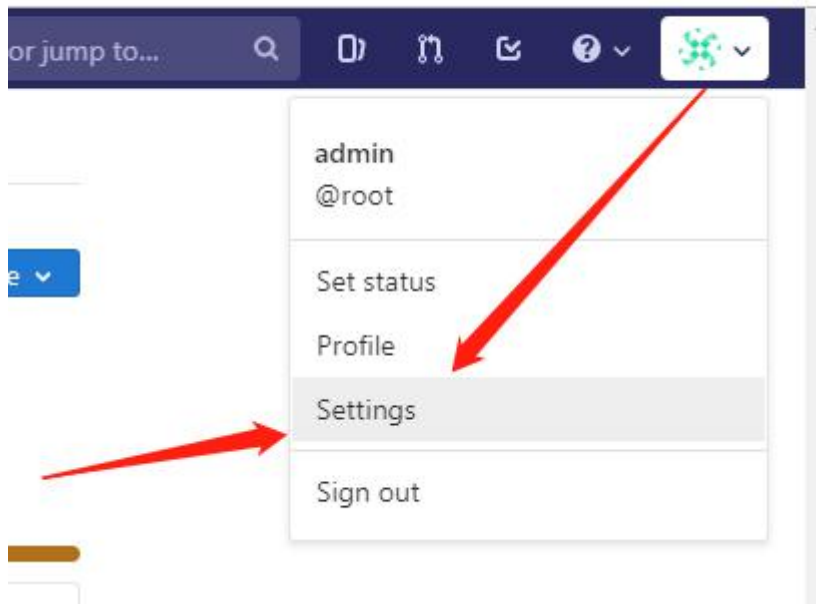 or jump to...
admin
@root
e
Set status
Profile
Settings
Sign out